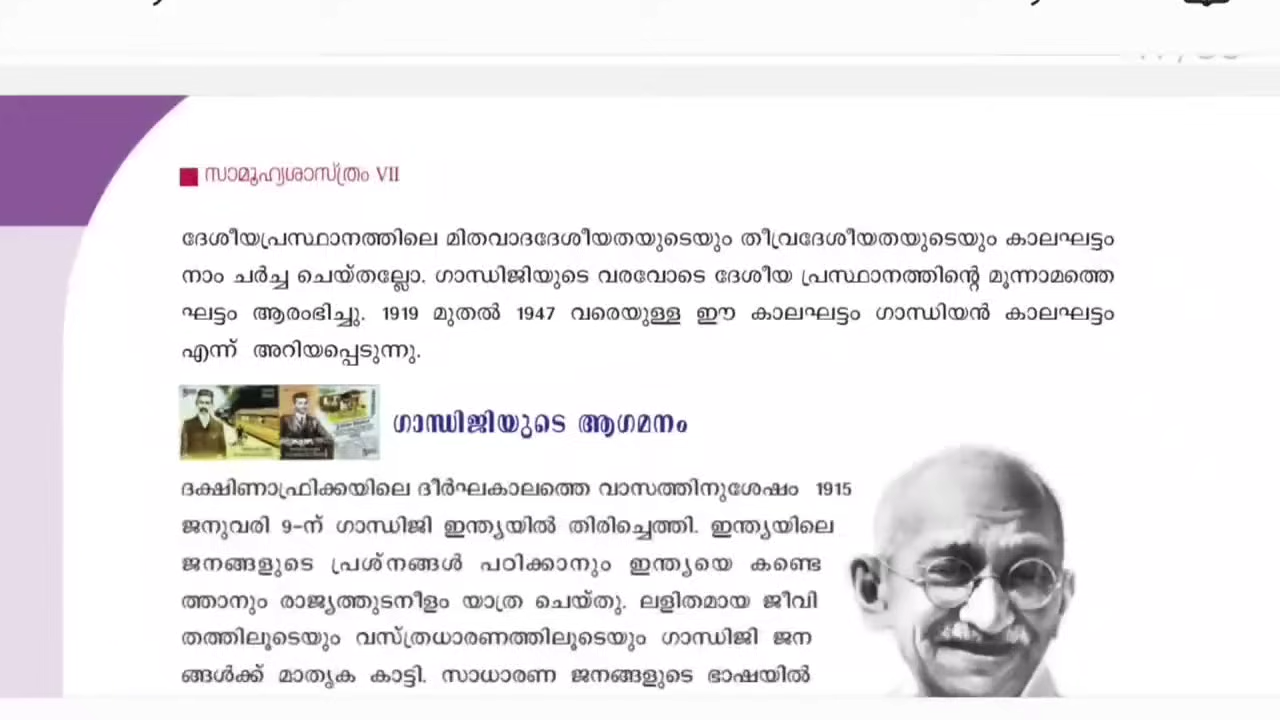 സാമൂഹ്യശാസ്ത്രം VII
ദേശീയപ്രസ്ഥാനത്തിലെ മിതവാദദേശീയതയുടെയും തീവ്രദേശീയതയുടെയും കാലഘട്ടം
നാം ചർച്ച ചെയ്തല്ലോ. ഗാന്ധിജിയുടെ വരവോടെ ദേശീയ പ്രസ്ഥാനത്തിന്റെ മൂന്നാമത്തെ
ഘട്ടം ആരംഭിച്ചു. 1919 മുതൽ 1947 വരെയുള്ള ഈ കാലഘട്ടം ഗാന്ധിയൻ കാലഘട്ടം
എന്ന് അറിയപ്പെടുന്നു.
ഗാന്ധിജിയുടെ ആഗമനം
ദക്ഷിണാഫ്രിക്കയിലെ ദീർഘകാലത്തെ വാസത്തിനുശേഷം 1915
ജനുവരി 9-ന് ഗാന്ധിജി ഇന്ത്യയിൽ തിരിച്ചെത്തി. ഇന്ത്യയിലെ
ജനങ്ങളുടെ പ്രശ്നങ്ങൾ പഠിക്കാനും ഇന്ത്യയെ കണ്ടെ
ത്താനും രാജ്യത്തുടനീളം യാത്ര ചെയ്തു. ലളിതമായ ജീവി
തത്തിലൂടെയും വസ്ത്രധാരണത്തിലൂടെയും ഗാന്ധിജി ജന
ങ്ങൾക്ക് മാതൃക കാട്ടി. സാധാരണ ജനങ്ങളുടെ ഭാഷയിൽ